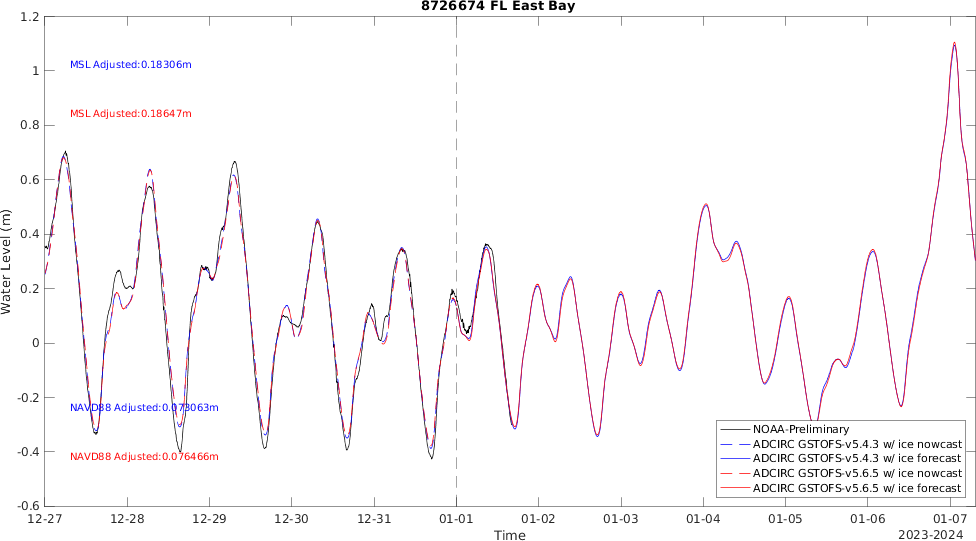 8726674 FL East Bay
1.2
1
0.8
0.6
0.4
0.2
0
-0.2
-0.4
-0.6
Water Level (m)
MSL Adjusted:0.18306m
MSL Adjusted:0.18647m
NAVD88 Adjusted:0.073063m
NAVD88 Adjusted:0.076466m
NOAA-Preliminary
ADCIRC GSTOFS-v5.4.3 w/ ice nowcast
ADCIRC GSTOFS-v5.4.3 w/ ice forecast
ADCIRC GSTOFS-v5.6.5 w/ ice nowcast
ADCIRC GSTOFS-v5.6.5 w/ ice forecast
12-27 12-28 12-29 12-30 12-31 01-01 01-02 01-03 01-04 01-05 01-06 01-07
Time
2023-2024